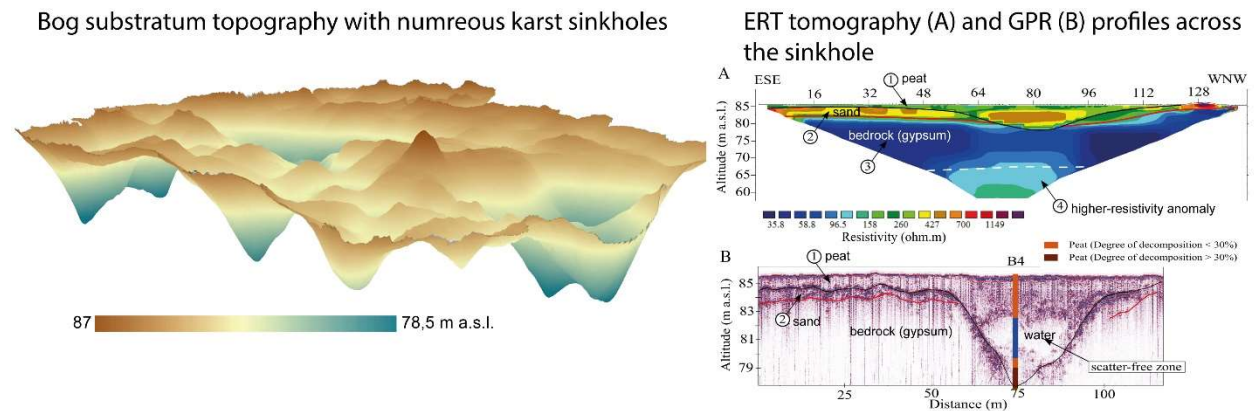 Bog substratum topography with numreous karst sinkholes
87
78,5 m a.s.l.
ERT tomography (A) and GPR (B) profiles across
the sinkhole
A
ESE
WNW
16 32 48 64 80 96 112 128
Altitude (m a.s.l.)
85
80
75
70
65
60
1 peat
2 sand
bedrock (gypsum)
3
4 higher-resistivity anomaly
35.8 58.8 96.5 158 260 427 700 1149
Resistivity (ohm.m)
Peat (Degree of decomposition < 30%)
Peat (Degree of decomposition > 30%)
B
B4
Altitude (m a.s.l.)
85
83
81
79
1 peat
2 sand
bedrock (gypsum)
water
scatter-free zone
25 50 75 100
Distance (m)